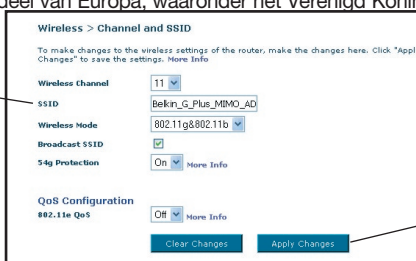 deel van Europa, waaronder het Verenigd Konin
Wireless > Channel and SSID
To make changes to the wireless settings of the router, make the changes here. Click "Appl
Changes" to save the settings. More Info
Wireless Channel 11
SSID Belkin_G_Plus_MIMO_AD
Wireless Mode 802.11g&802.11b
Broadcast SSID
54g Protection On More Info
QoS Configuration
802.11e QoS Off More Info
Clear Changes Apply Changes